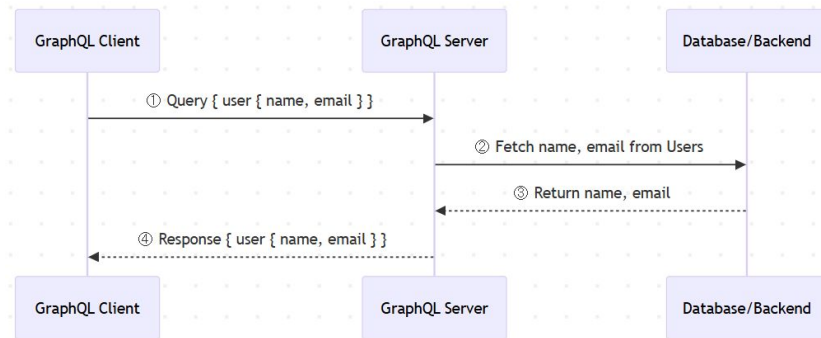 GraphQL Client
GraphQL Server
Database/Backend
① Query { user { name, email } }
② Fetch name, email from Users
③ Return name, email
④ Response { user { name, email } }
GraphQL Client
GraphQL Server
Database/Backend